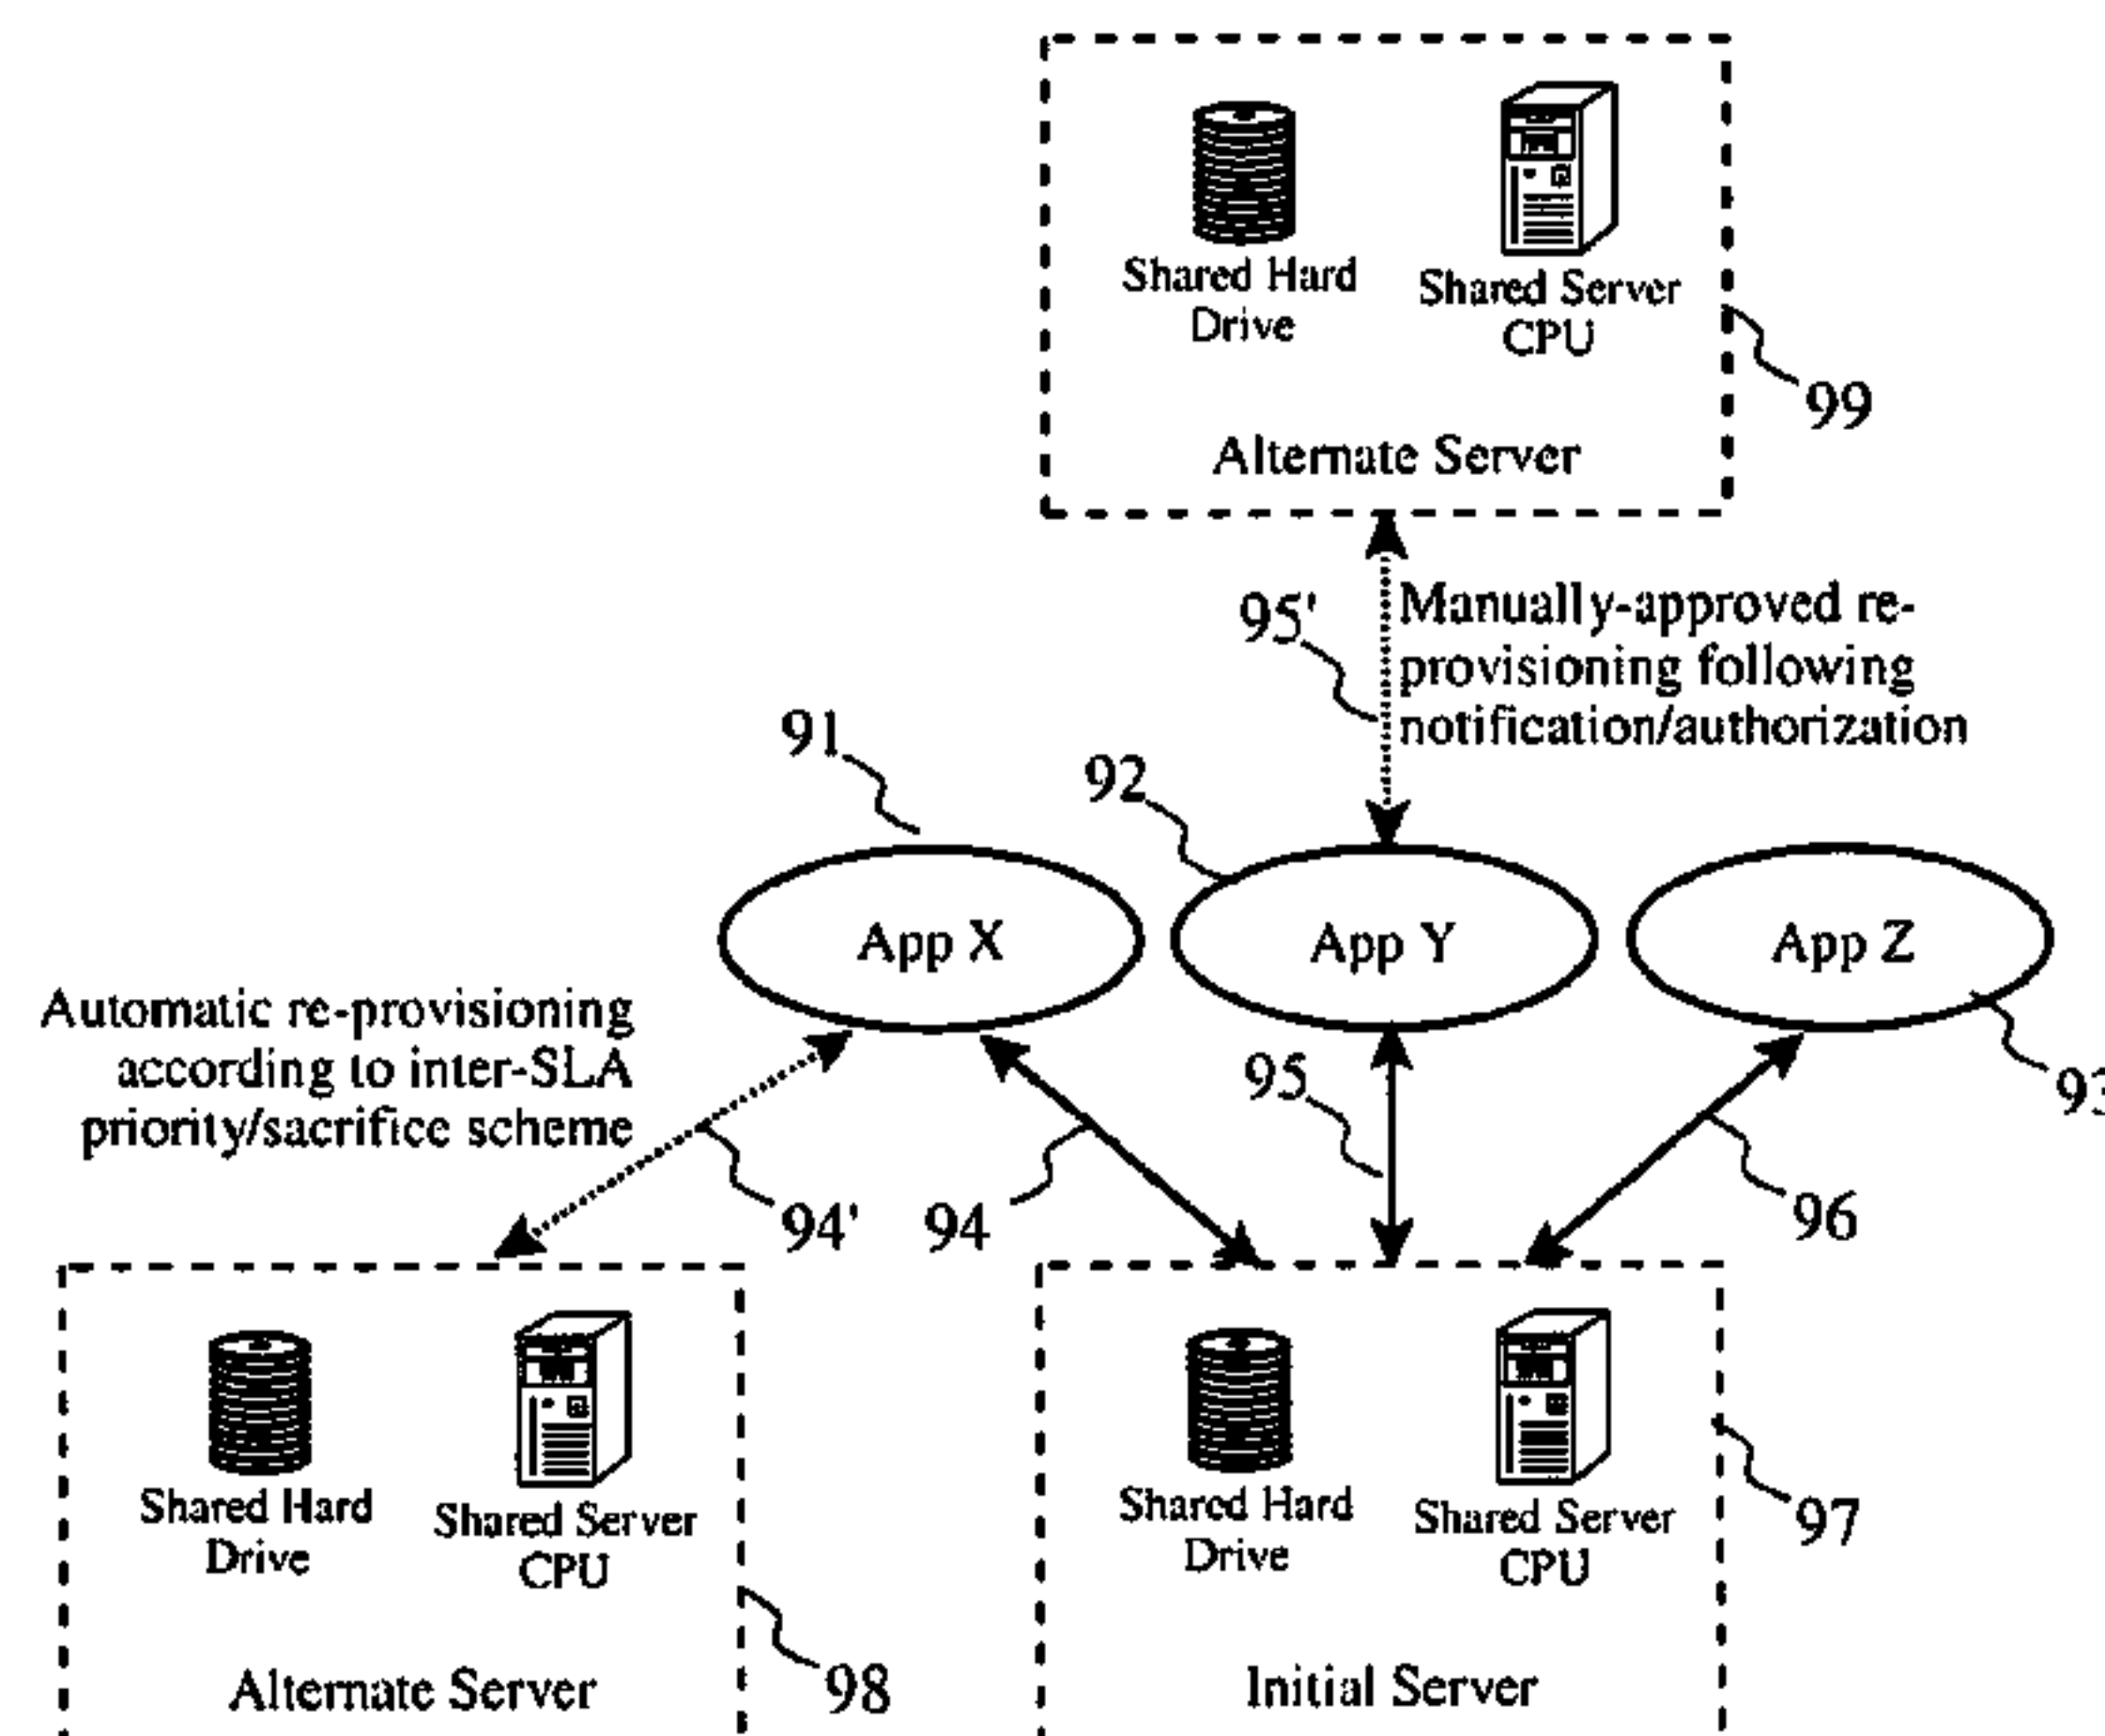 Shared Hard
Drive
Shared Server
CPU
99
Alternate Server
95'
Manually-approved re-
provisioning following
notification/authorization
91
92
App X
App Y
App Z
93
Automatic re-provisioning
according to inter-SLA
priority/sacrifice scheme
94'
94
95
96
Shared Hard
Drive
Shared Server
CPU
98
Alternate Server
Shared Hard
Drive
Shared Server
CPU
97
Initial Server